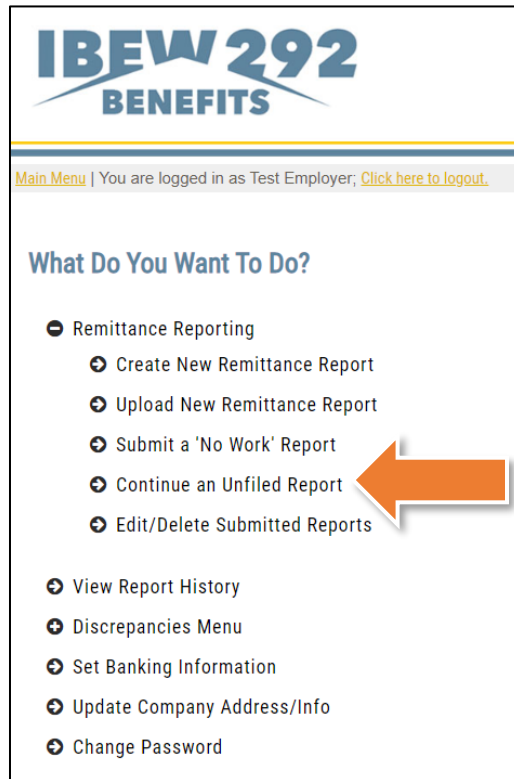 IBEW 292
BENEFITS
Main Menu | You are logged in as Test Employer; Click here to logout.
What Do You Want To Do?
Remittance Reporting
Create New Remittance Report
Upload New Remittance Report
Submit a 'No Work' Report
Continue an Unfiled Report
Edit/Delete Submitted Reports
View Report History
Discrepancies Menu
Set Banking Information
Update Company Address/Info
Change Password